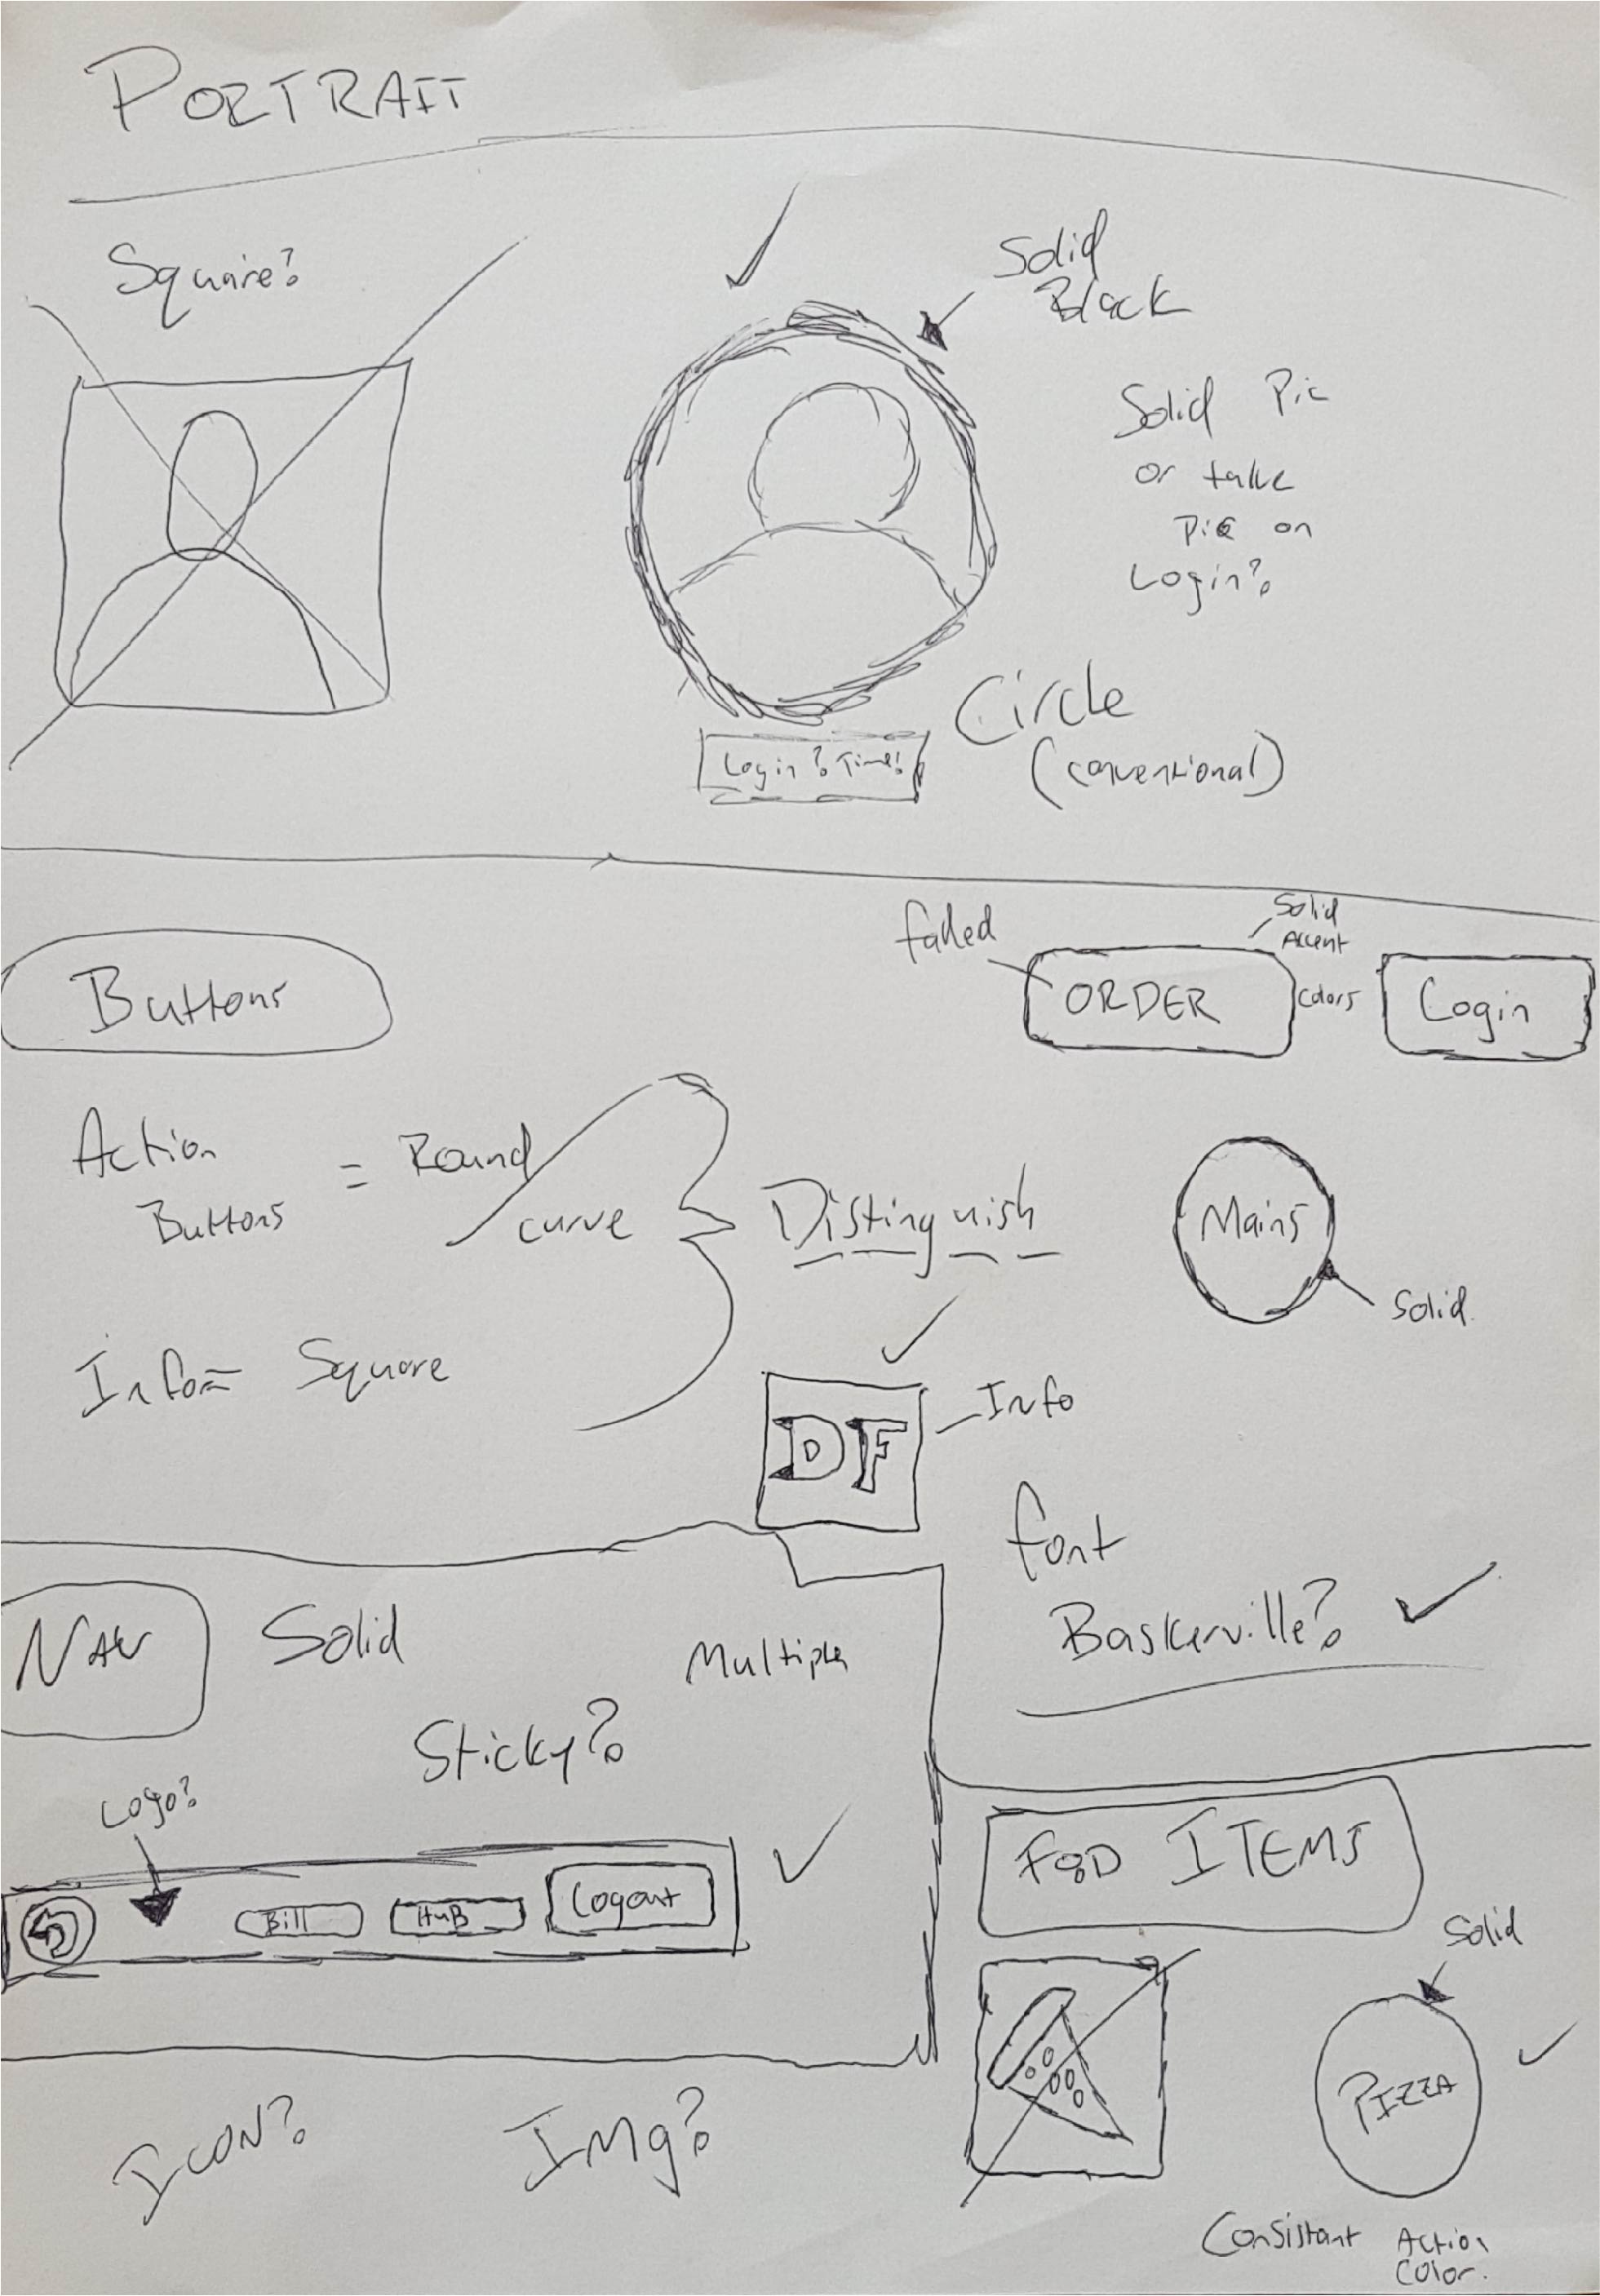 PORTRAIT
Square?
Solid
Black
Solid Pic
or take
Pic on
Login?
Circle
(conventional)
Login? Time!
Buttons
Solid
Accent
Colors
ORDER
Login
Action
Buttons
= Round
curve
Distinguish
Mains
Solid
Info= Square
Info
DF
Font
Baskerville?
NAV
Solid
Multiple
Sticky?
Logo?
Bill
HUB
Logout
ITEMS
Solid
PIZZA
ICON?
IMg?
Consistant Action
Color.